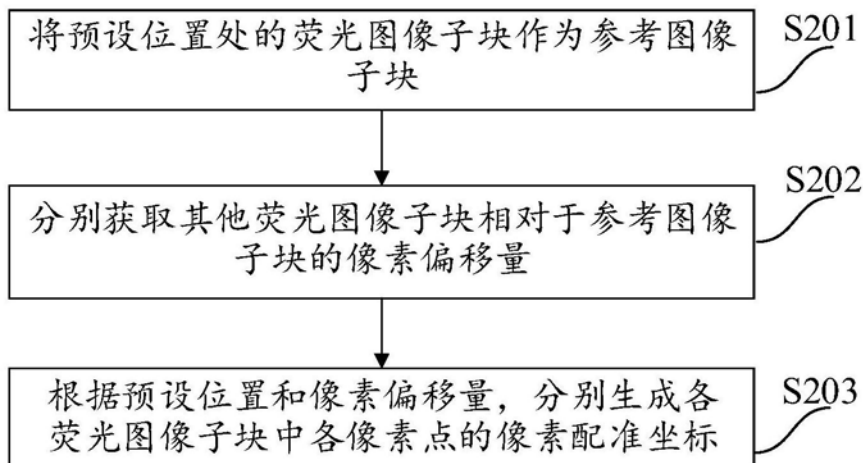 将预设位置处的荧光图像子块作为参考图像
子块
S201
分别获取其他荧光图像子块相对于参考图像
子块的像素偏移量
S202
根据预设位置和像素偏移量，分别生成各
荧光图像子块中各像素点的像素配准坐标
S203